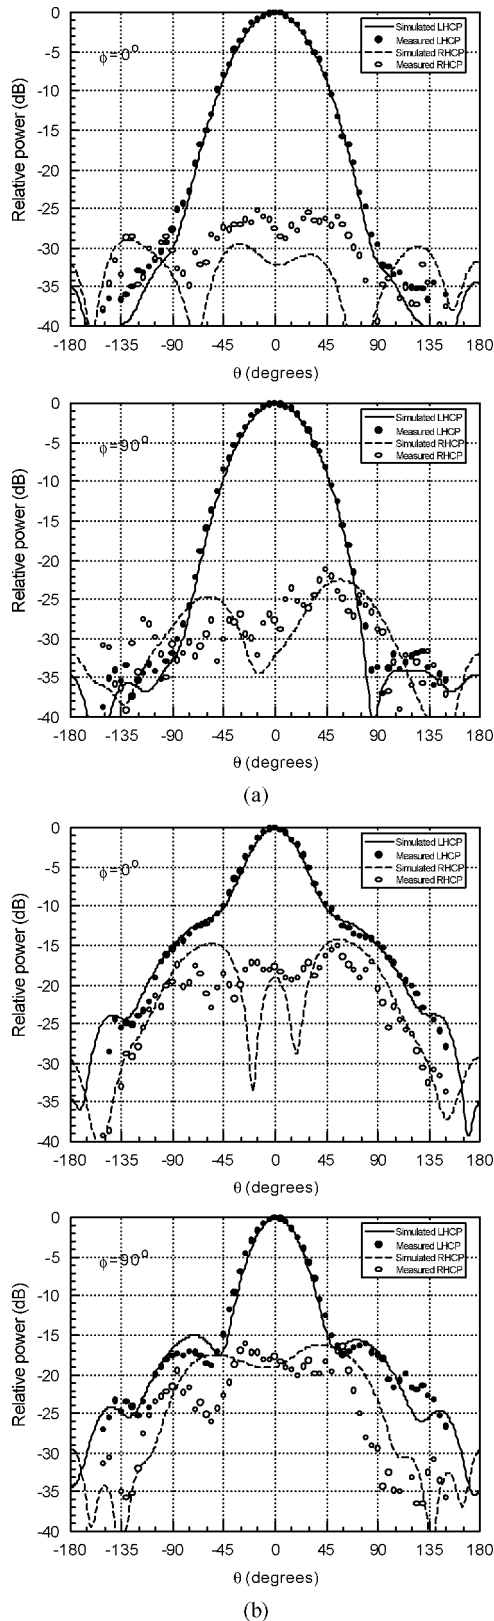 0
-5
-10
-15
-20
-25
-30
-35
-40
Relative power (dB)
ϕ=0°
Simulated LHCP
Measured LHCP
Simulated RHCP
Measured RHCP
-180 -135 -90 -45 0 45 90 135 180
θ (degrees)
0
-5
-10
-15
-20
-25
-30
-35
-40
Relative power (dB)
ϕ=90°
Simulated LHCP
Measured LHCP
Simulated RHCP
Measured RHCP
-180 -135 -90 -45 0 45 90 135 180
θ (degrees)
(a)
0
-5
-10
-15
-20
-25
-30
-35
-40
Relative power (dB)
ϕ=0°
Simulated LHCP
Measured LHCP
Simulated RHCP
Measured RHCP
-180 -135 -90 -45 0 45 90 135 180
θ (degrees)
0
-5
-10
-15
-20
-25
-30
-35
-40
Relative power (dB)
ϕ=90°
Simulated LHCP
Measured LHCP
Simulated RHCP
Measured RHCP
-180 -135 -90 -45 0 45 90 135 180
θ (degrees)
(b)